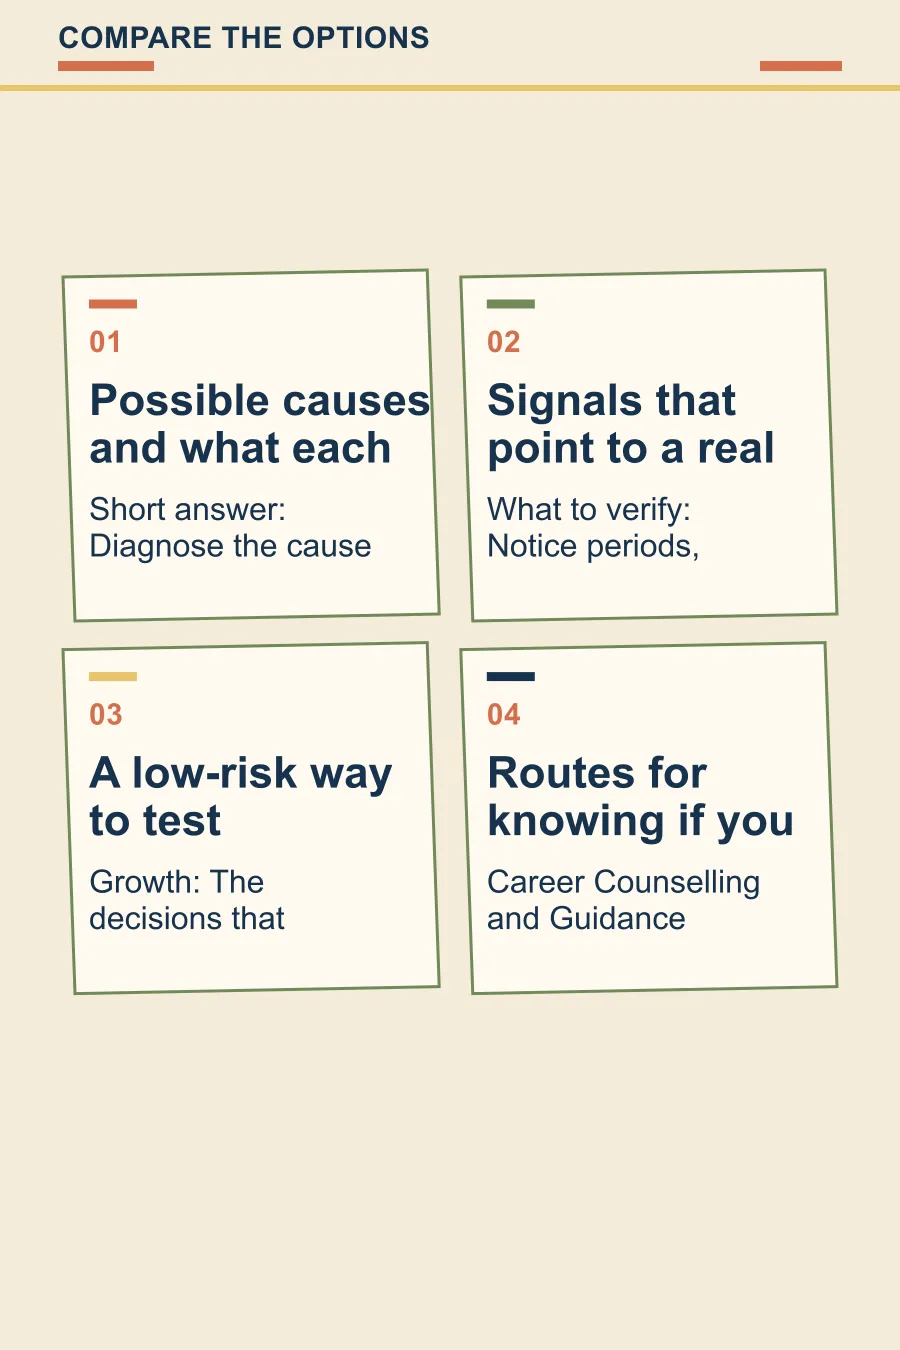 COMPARE THE OPTIONS
01
Possible causes
and what each
Short answer:
Diagnose the cause
02
Signals that
point to a real
What to verify:
Notice periods,
03
A low-risk way
to test
Growth: The
decisions that
04
Routes for
knowing if you
Career Counselling
and Guidance